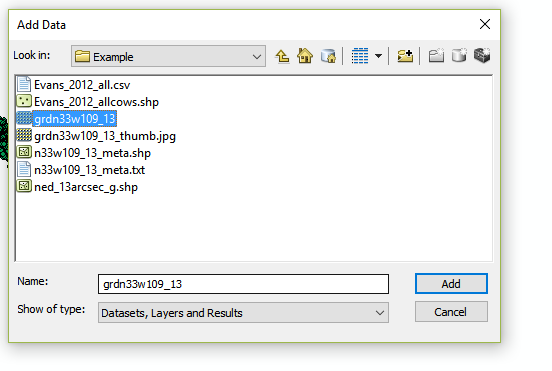 Add Data
Look in: Example
Evans_2012_all.csv
Evans_2012_allcows.shp
grdn33w109_13
grdn33w109_13_thumb.jpg
n33w109_13_meta.shp
n33w109_13_meta.txt
ned_13arcsec_g.shp
Name: grdn33w109_13 Add
Show of type: Datasets, Layers and Results Cancel